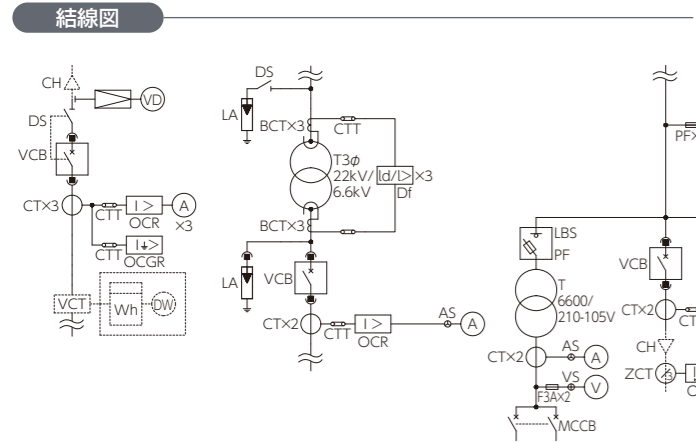 結線図
CH
VD
DS
VCB
CT×3
CTT
I >
OCR
A
×3
CTT
I⏚>
OCGR
VCT
Wh
DW
DS
LA
BCT×3
CTT
T3φ
22kV/
6.6kV
Id/I>
×3
Df
BCT×3
LA
VCB
CT×2
CTT
I >
OCR
AS
A
LBS
PF
T
6600/
210-105V
CT×2
AS
A
VS
V
F3A×2
MCCB
PF×
VCB
CT×2
CT
CH
ZCT